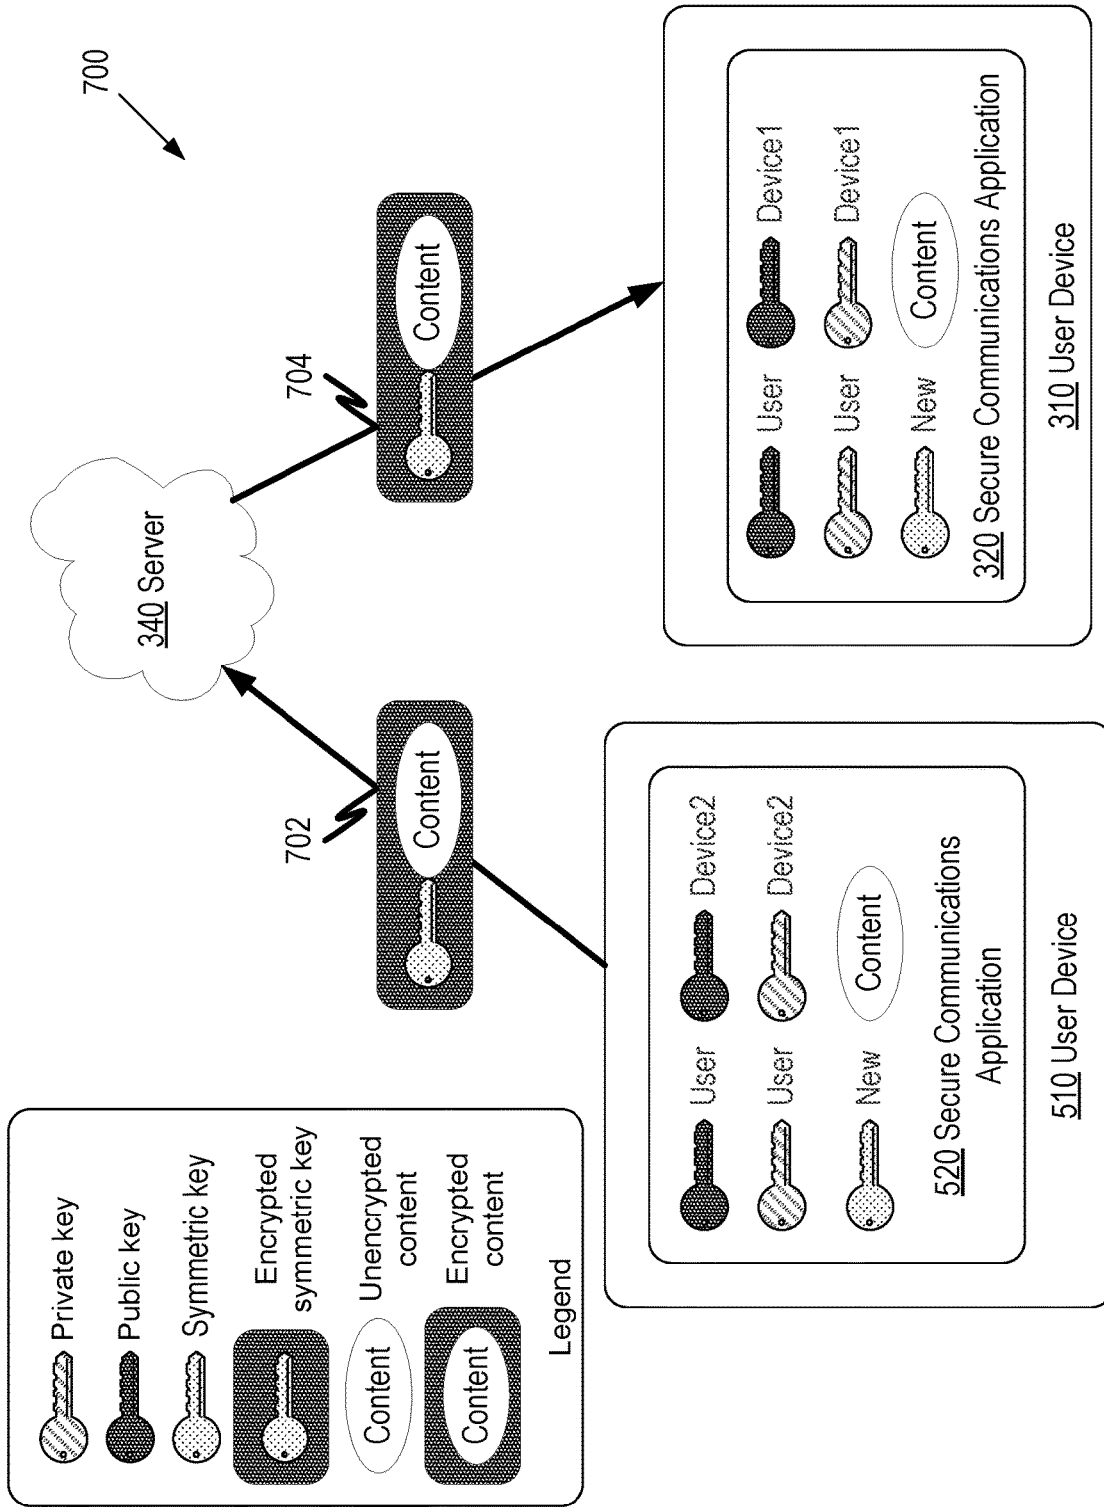 700
340 Server
702
704
Content
Content
Private key
Public key
Symmetric key
Encrypted
symmetric key
Content
Unencrypted
content
Content
Encrypted
content
Legend
User
Device2
User
Device2
New
Content
520 Secure Communications
Application
510 User Device
User
Device1
User
Device1
New
Content
320 Secure Communications Application
310 User Device